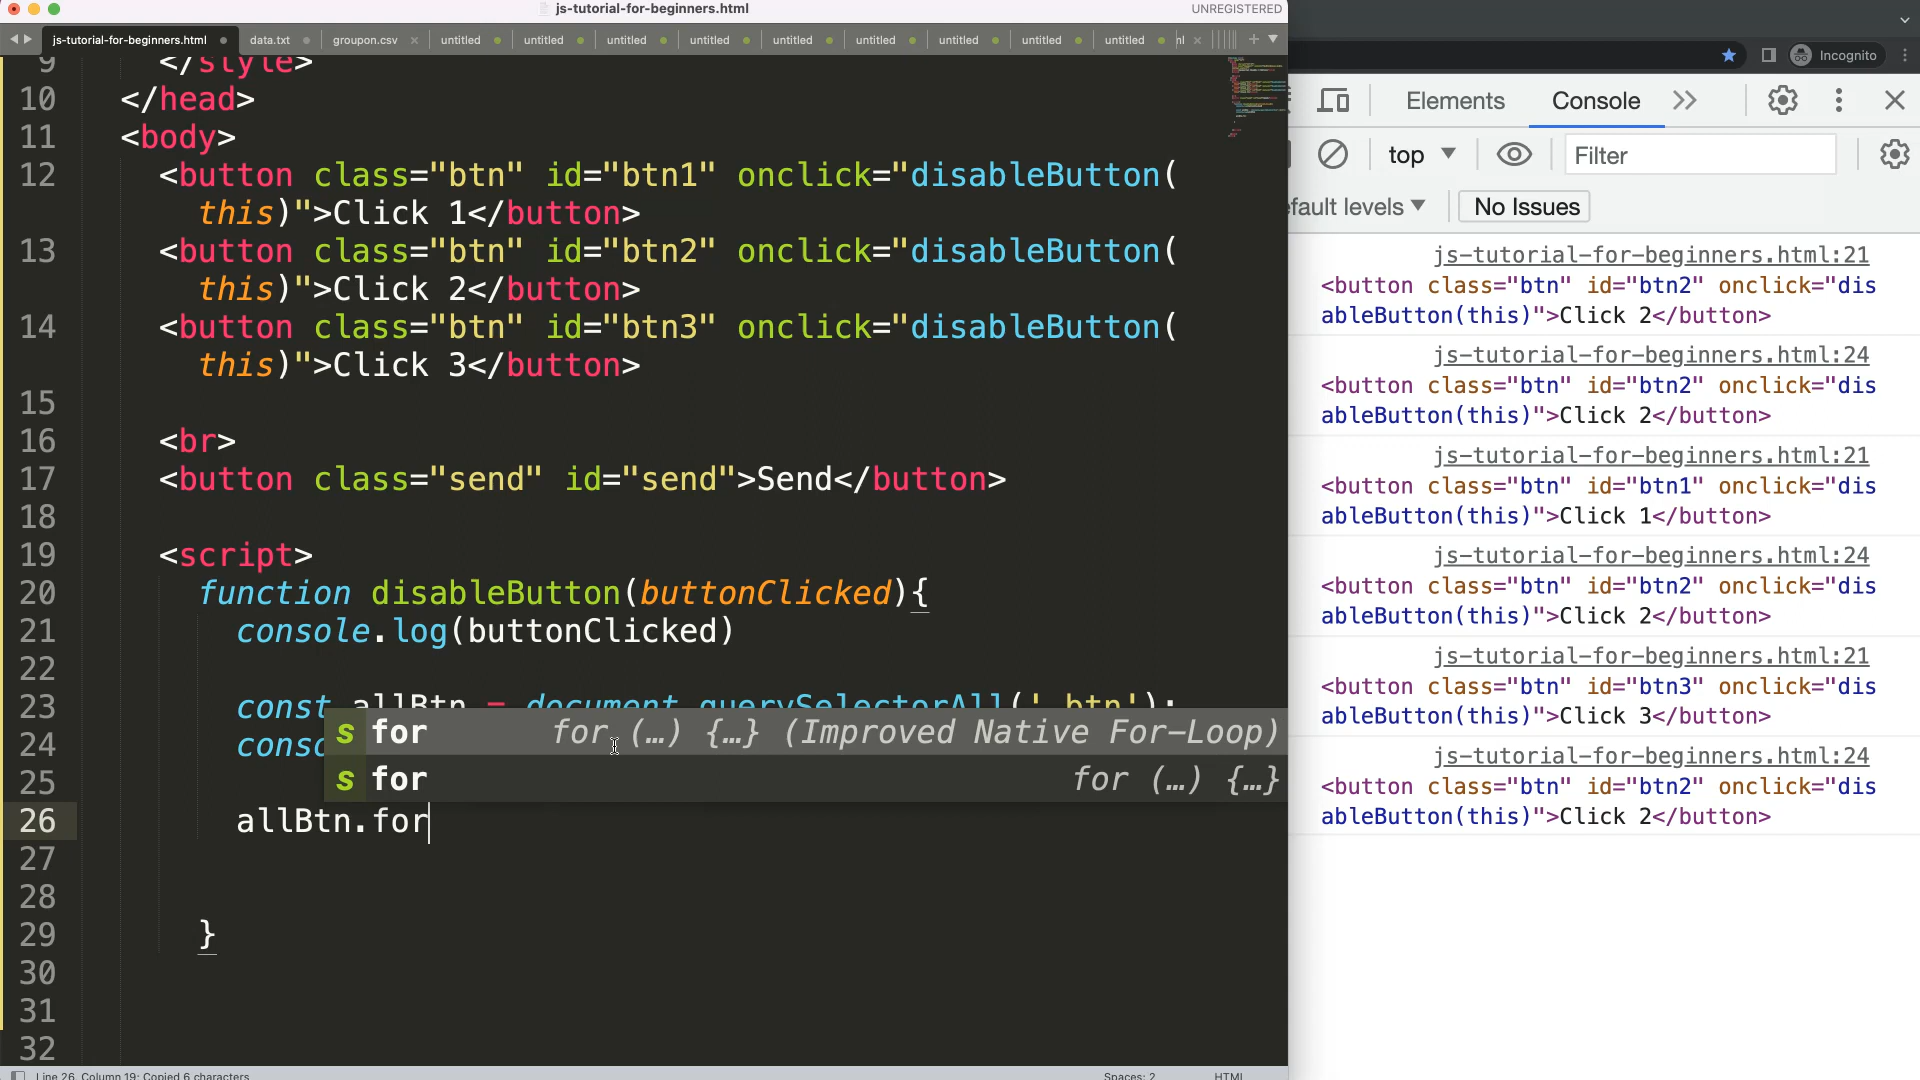 js-tutorial-for-beginners.html
UNREGISTERED
js-tutorial-for-beginners.html data.txt groupon.csv untitled untitled untitled untitled untitled untitled untitled untitled untitled
9 </style>
10 </head>
11 <body>
12 <button class="btn" id="btn1" onclick="disableButton(
this)">Click 1</button>
13 <button class="btn" id="btn2" onclick="disableButton(
this)">Click 2</button>
14 <button class="btn" id="btn3" onclick="disableButton(
this)">Click 3</button>
15
16 <br>
17 <button class="send" id="send">Send</button>
18
19 <script>
20 function disableButton(buttonClicked){
21 console.log(buttonClicked)
22
23 const allBtn = document.querySelectorAll('.btn');
s for for (…) {…} (Improved Native For-Loop)
24 conso
s for for (…) {…}
25
26 allBtn.for
27
28
29 }
30
31
32
Line 26, Column 19; Copied 6 characters
Spaces: 2
HTML
Incognito
Elements Console
top Filter
efault levels No Issues
js-tutorial-for-beginners.html:21
<button class="btn" id="btn2" onclick="dis
ableButton(this)">Click 2</button>
js-tutorial-for-beginners.html:24
<button class="btn" id="btn2" onclick="dis
ableButton(this)">Click 2</button>
js-tutorial-for-beginners.html:21
<button class="btn" id="btn1" onclick="dis
ableButton(this)">Click 1</button>
js-tutorial-for-beginners.html:24
<button class="btn" id="btn2" onclick="dis
ableButton(this)">Click 2</button>
js-tutorial-for-beginners.html:21
<button class="btn" id="btn3" onclick="dis
ableButton(this)">Click 3</button>
js-tutorial-for-beginners.html:24
<button class="btn" id="btn2" onclick="dis
ableButton(this)">Click 2</button>